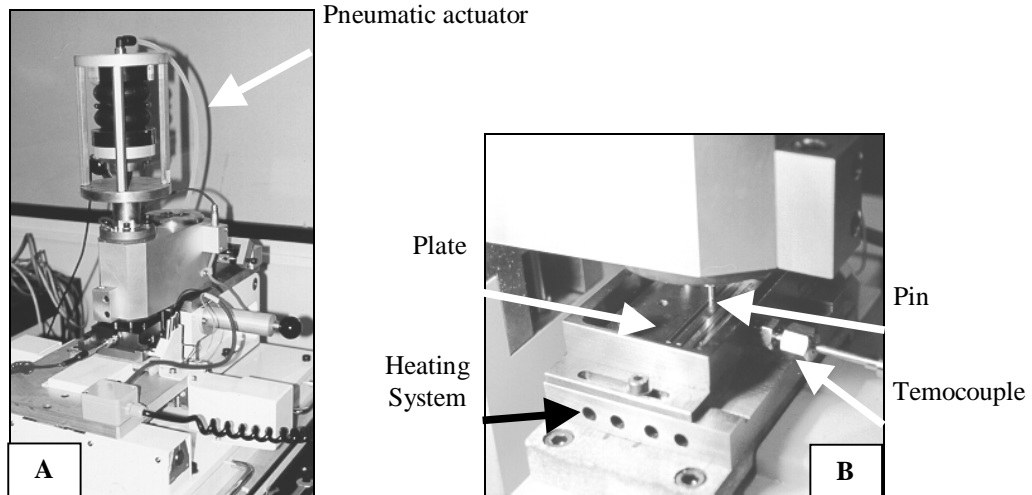 Pneumatic actuator
Plate
Pin
Heating
System
Temocouple
A
B